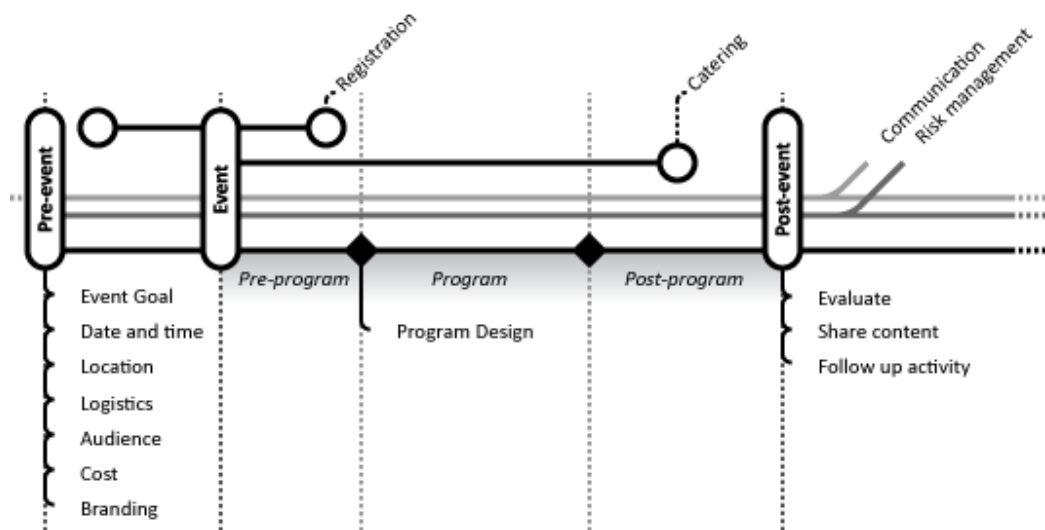 Registration
Catering
Communication
Risk management
Pre-event
Event
Post-event
Pre-program
Program
Post-program
Event Goal
Date and time
Location
Logistics
Audience
Cost
Branding
Program Design
Evaluate
Share content
Follow up activity